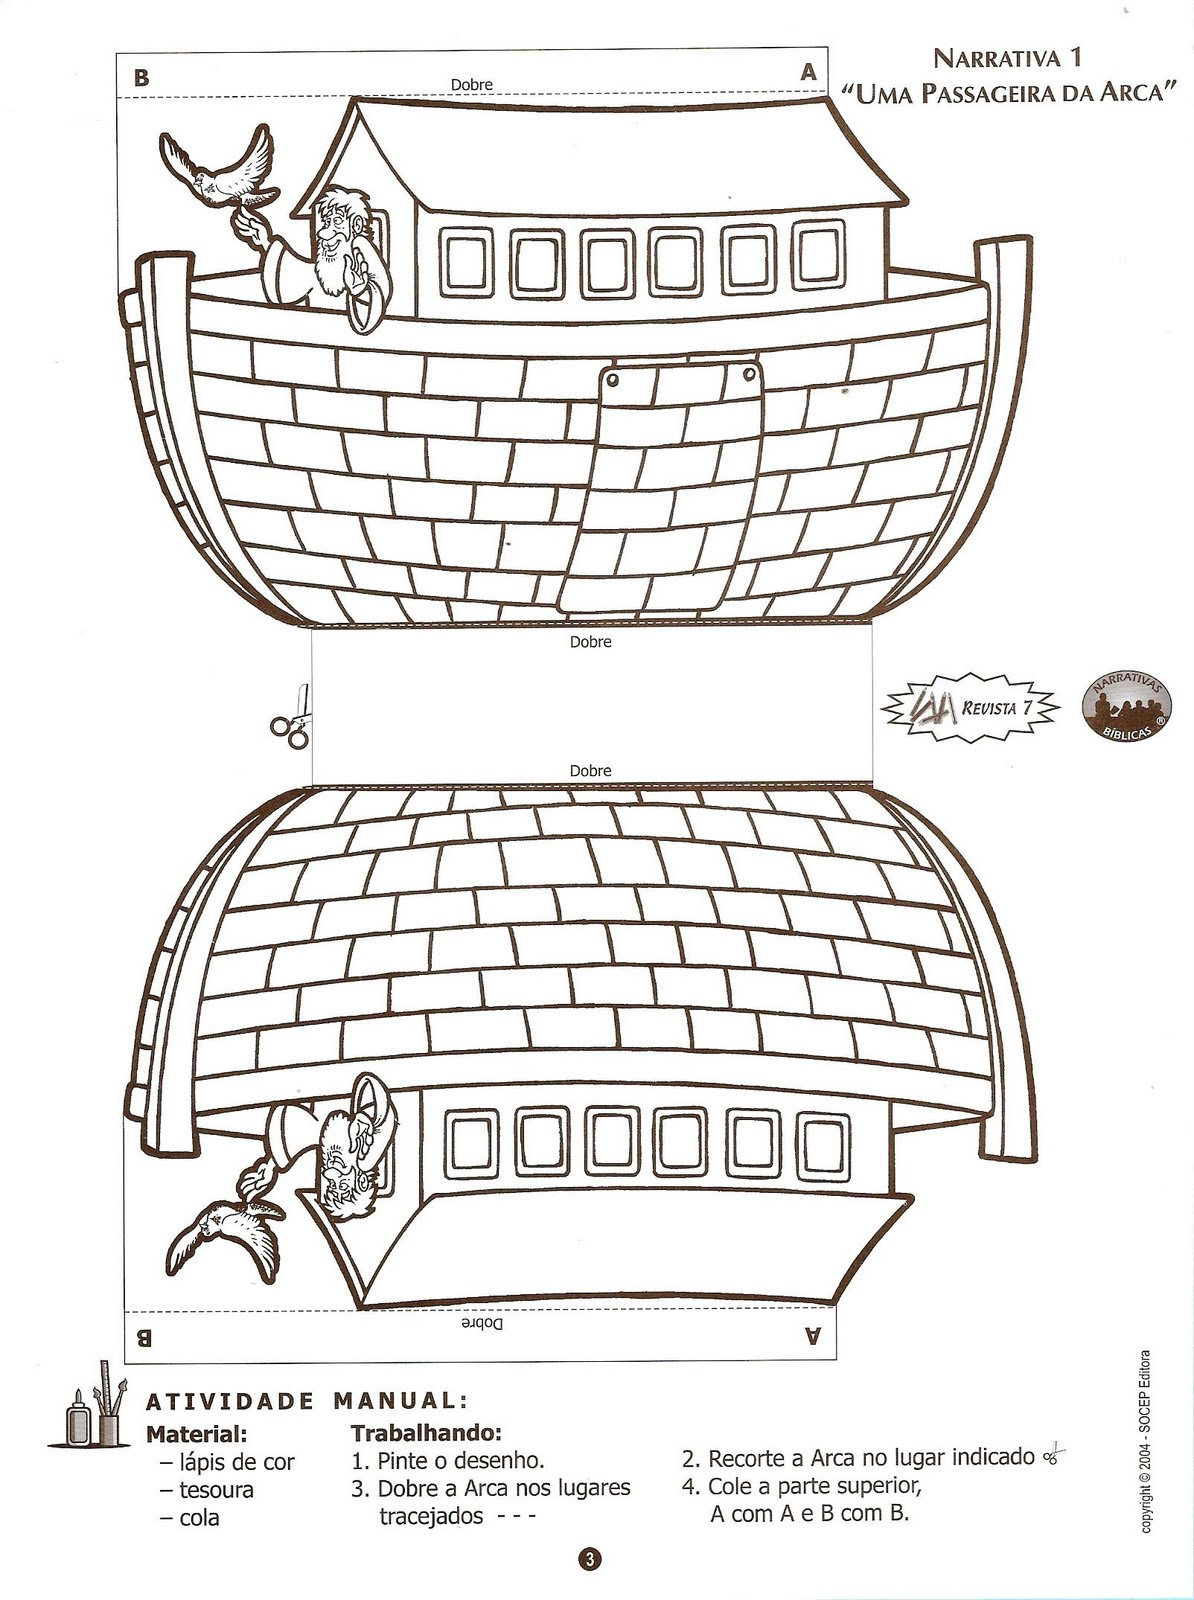 NARRATIVA 1
“UMA PASSAGEIRA DA ARCA”
B Dobre A
Dobre
REVISTA 7
NARRATIVAS
BÍBLICAS ®
Dobre
Dobre
B A
ATIVIDADE MANUAL:
Material:
– lápis de cor
– tesoura
– cola
Trabalhando:
1. Pinte o desenho.
2. Recorte a Arca no lugar indicado
3. Dobre a Arca nos lugares
tracejados - - -
4. Cole a parte superior,
A com A e B com B.
copyright © 2004 - SOCEP Editora
3